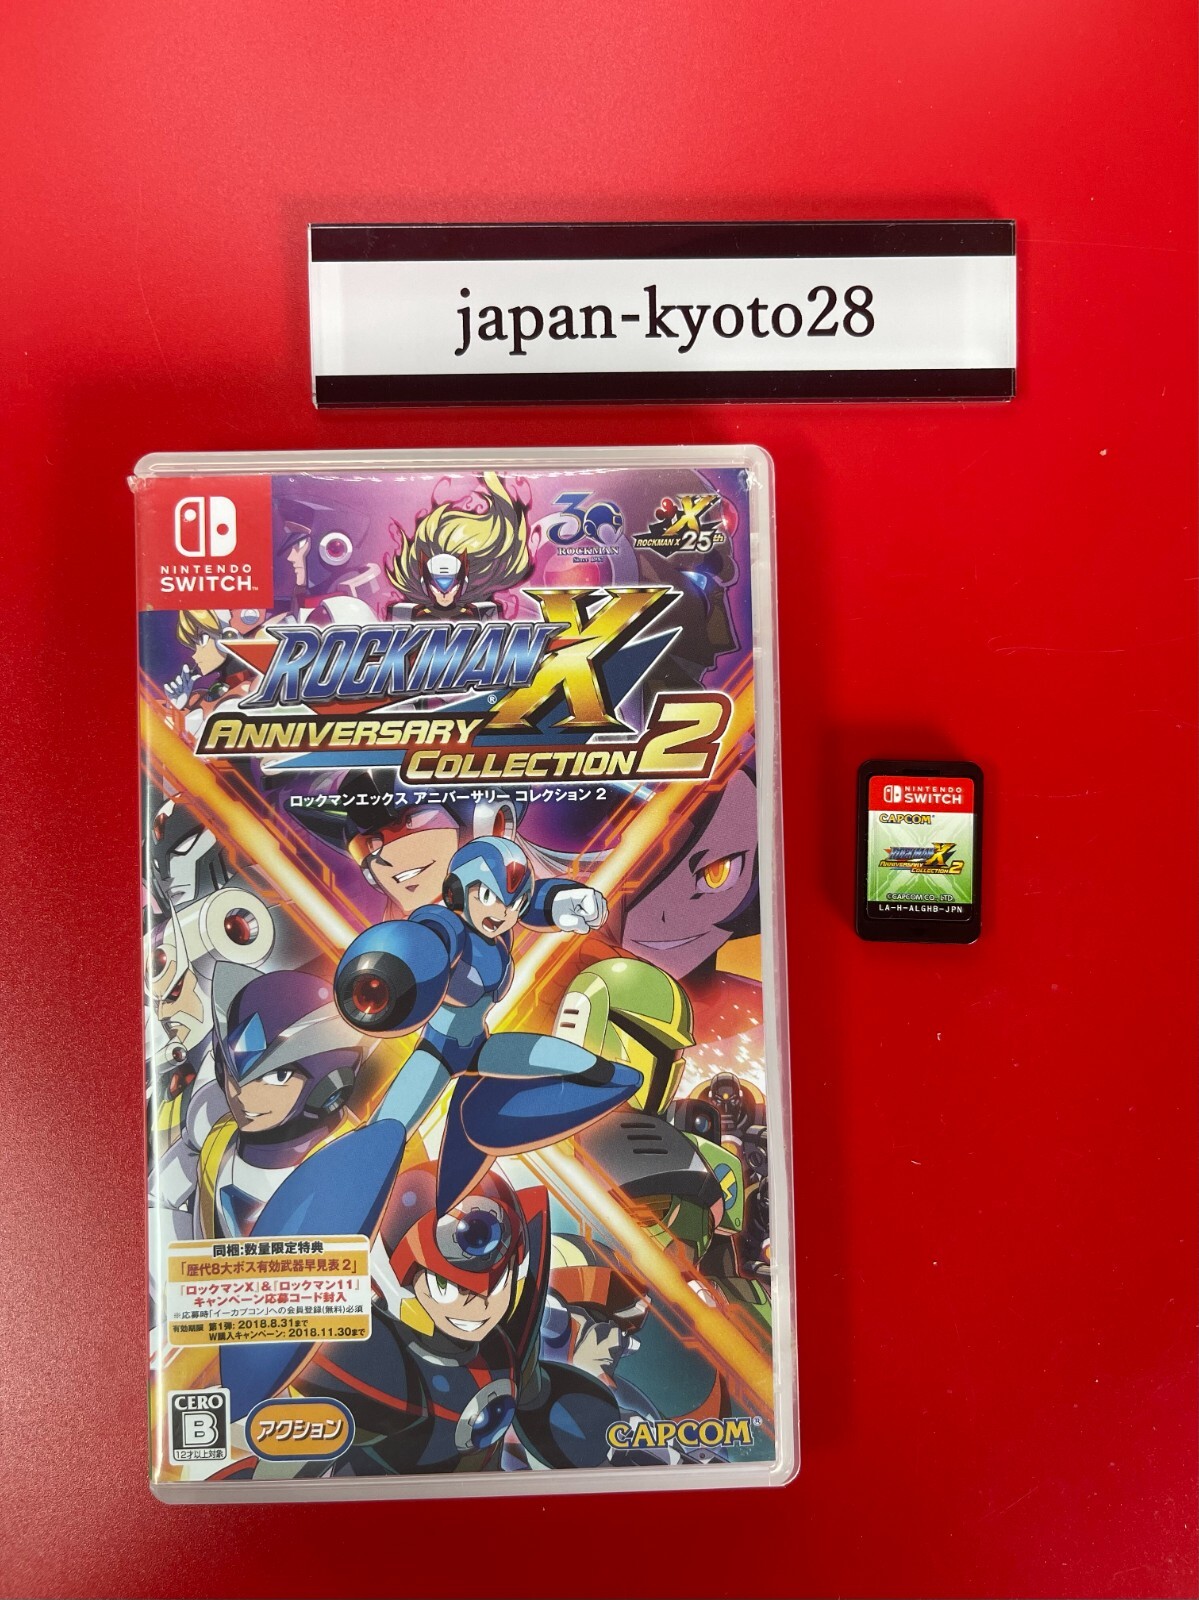 japan-kyoto28
NINTENDO
SWITCH™
30
ROCKMAN
Since 1987
X
ROCKMAN X 25th
ROCKMAN X
®
ANNIVERSARY
COLLECTION 2
ロックマンエックス アニバーサリー コレクション 2
同梱:数量限定特典
「歴代8大ボス有効武器早見表2」
「ロックマンX」&「ロックマン11」
キャンペーン応募コード封入
※応募時「イーカプコン」への会員登録(無料)必須
有効期限 第1弾: 2018.8.31まで
W購入キャンペーン: 2018.11.30まで
CERO
B
12才以上対象
アクション
CAPCOM®
NINTENDO
SWITCH
CAPCOM®
ROCKMAN X
ANNIVERSARY
COLLECTION 2
©CAPCOM CO., LTD.
LA-H-ALGHB-JPN